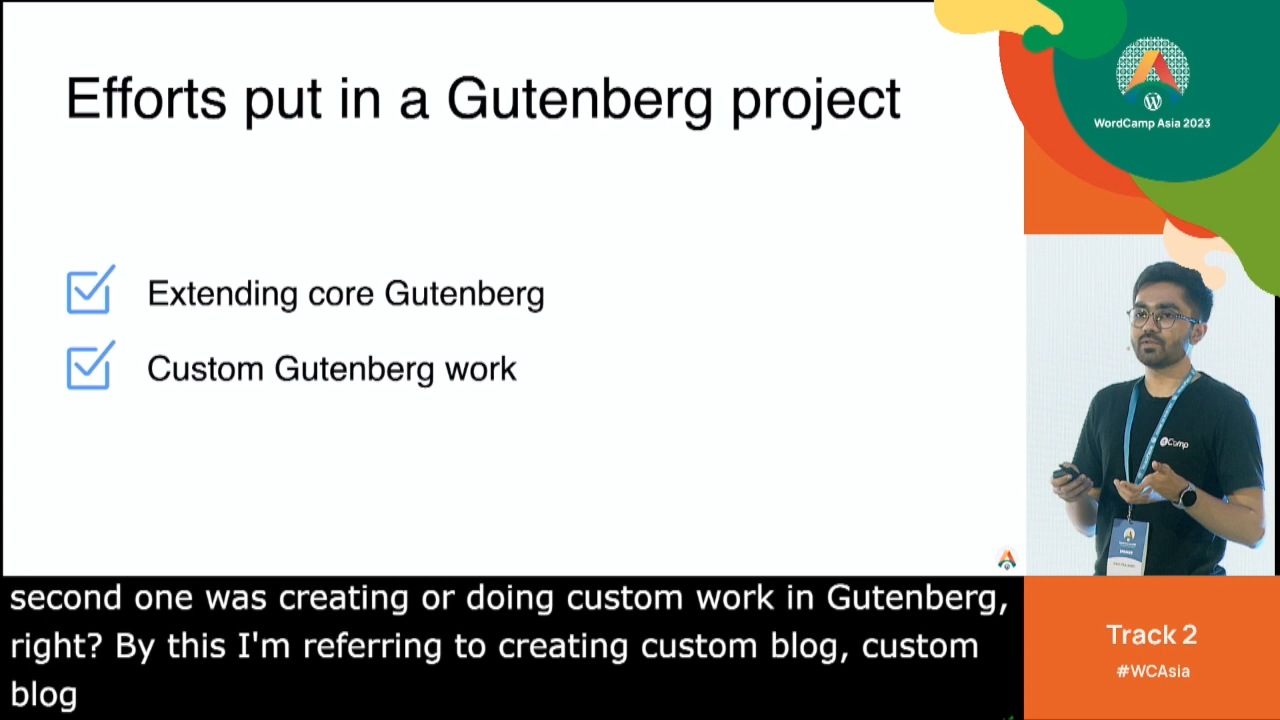 Efforts put in a Gutenberg project
Extending core Gutenberg
Custom Gutenberg work
second one was creating or doing custom work in Gutenberg,
right? By this I'm referring to creating custom blog, custom
blog
WordCamp Asia 2023
Camp
Track 2
#WCAsia